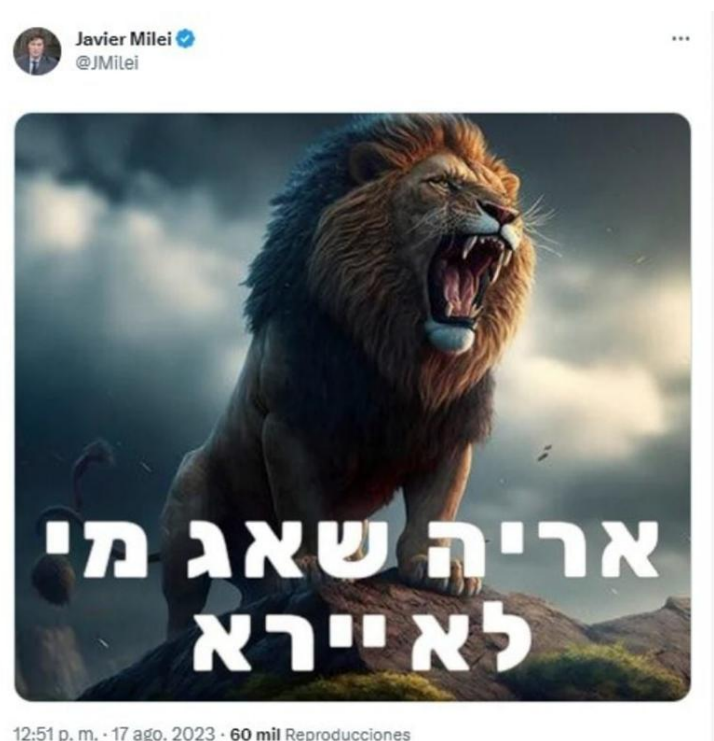 Javier Milei
@JMilei
אריה שאג מי
לא יירא
12:51 p. m. · 17 ago. 2023 · 60 mil Reproducciones